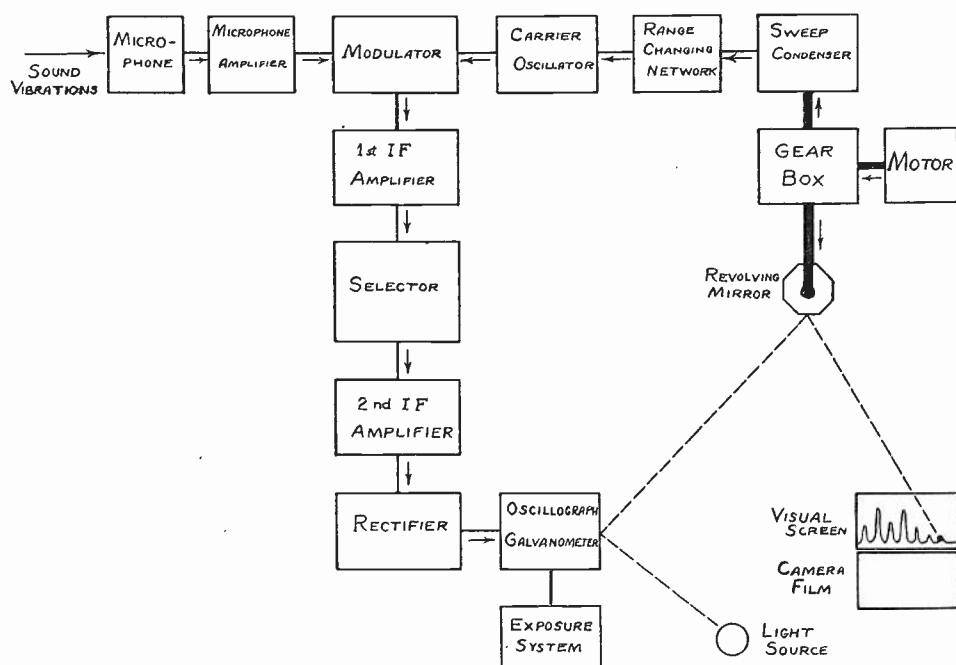 MICRO-
PHONE
MICROPHONE
AMPLIFIER
MODULATOR
CARRIER
OSCILLATOR
RANGE
CHANGING
NETWORK
SWEEP
CONDENSER
SOUND
VIBRATIONS
1st IF
AMPLIFIER
GEAR
BOX
MOTOR
SELECTOR
REVOLVING
MIRROR
2nd IF
AMPLIFIER
RECTIFIER
OSCILLOGRAPH
GALVANOMETER
VISUAL
SCREEN
CAMERA
FILM
EXPOSURE
SYSTEM
LIGHT
SOURCE